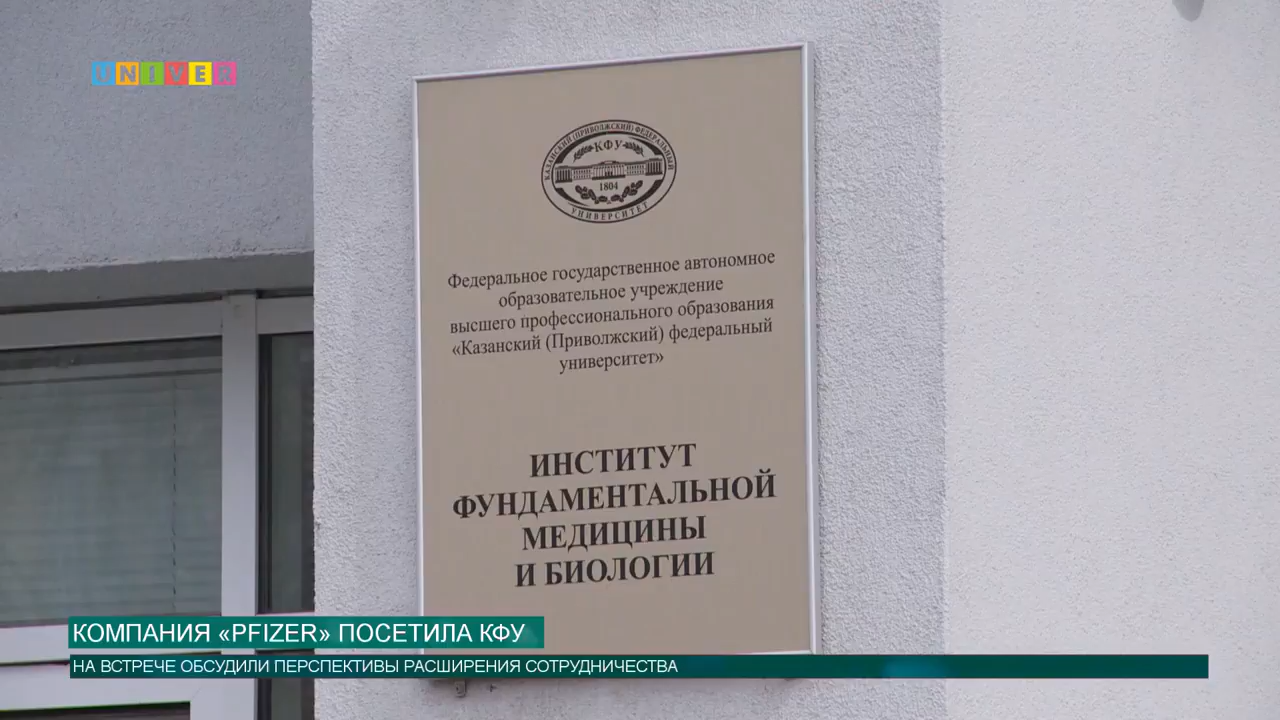 UNIVER
КАЗАНСКИЙ (ПРИВОЛЖСКИЙ) ФЕДЕРАЛЬНЫЙ
КФУ
1804
УНИВЕРСИТЕТ
Федеральное государственное автономное
образовательное учреждение
высшего профессионального образования
«Казанский (Приволжский) федеральный
университет»
ИНСТИТУТ
ФУНДАМЕНТАЛЬНОЙ
МЕДИЦИНЫ
И БИОЛОГИИ
КОМПАНИЯ «PFIZER» ПОСЕТИЛА КФУ
НА ВСТРЕЧЕ ОБСУДИЛИ ПЕРСПЕКТИВЫ РАСШИРЕНИЯ СОТРУДНИЧЕСТВА